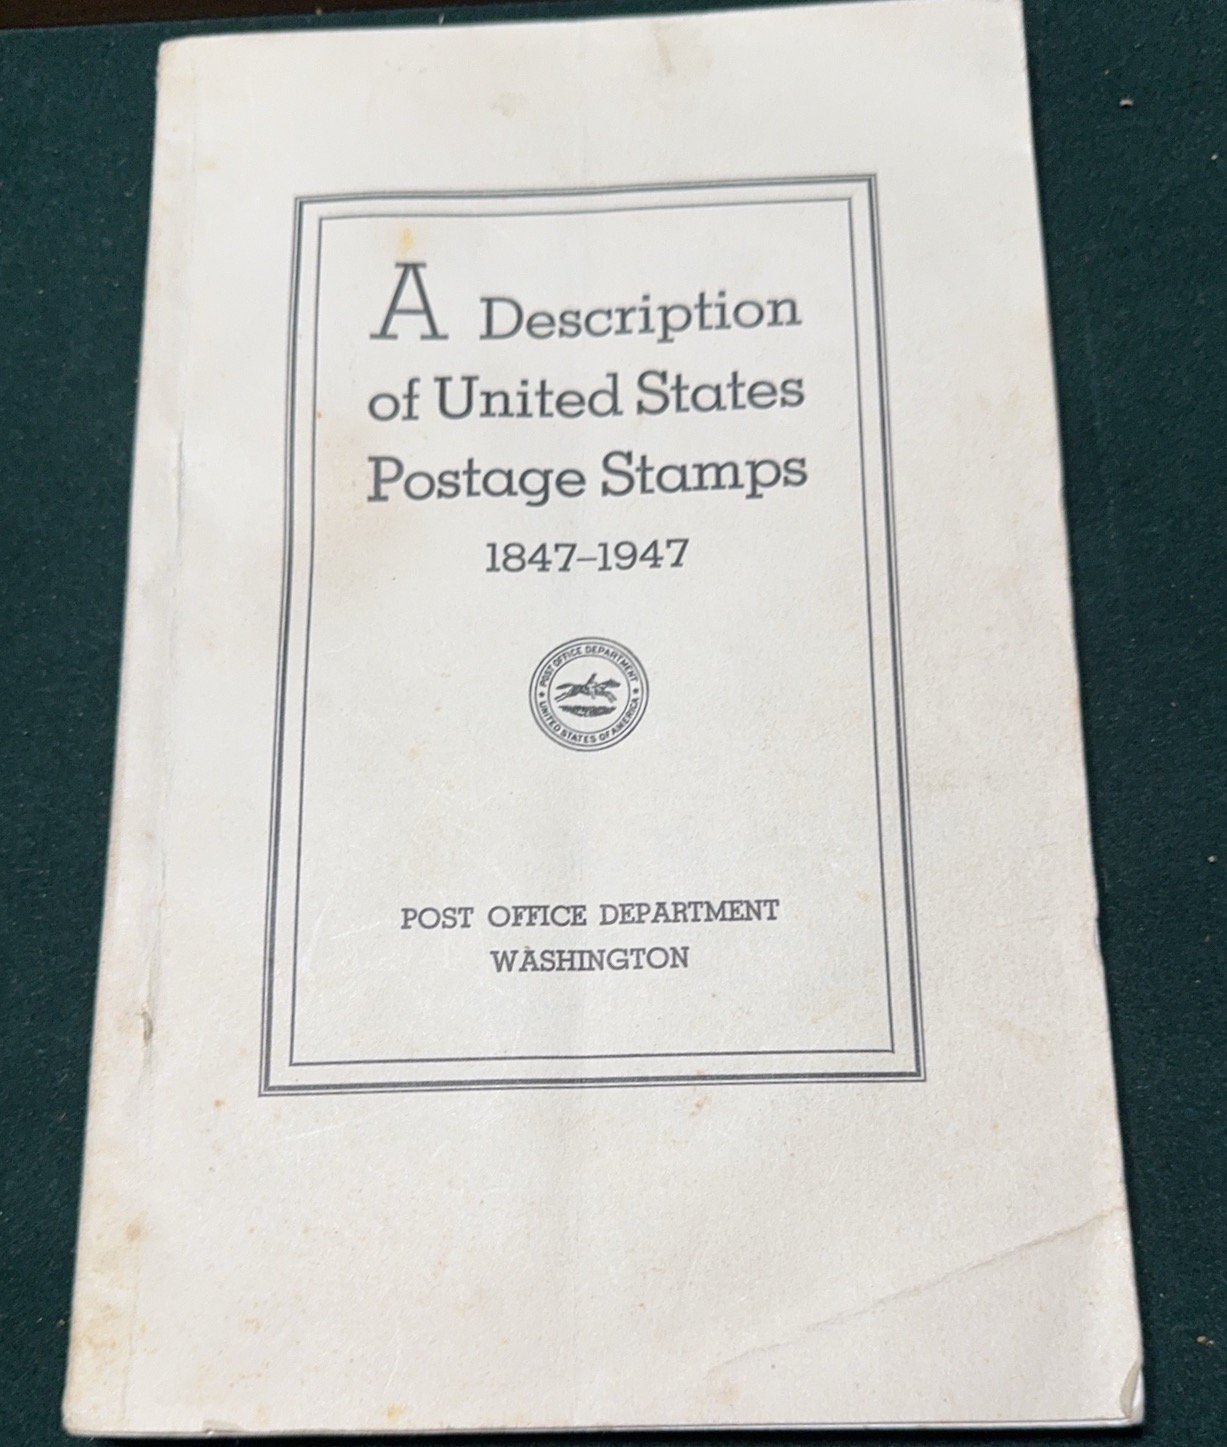 A Description
of United States
Postage Stamps
1847–1947
POST OFFICE DEPARTMENT
UNITED STATES OF AMERICA
POST OFFICE DEPARTMENT
WASHINGTON